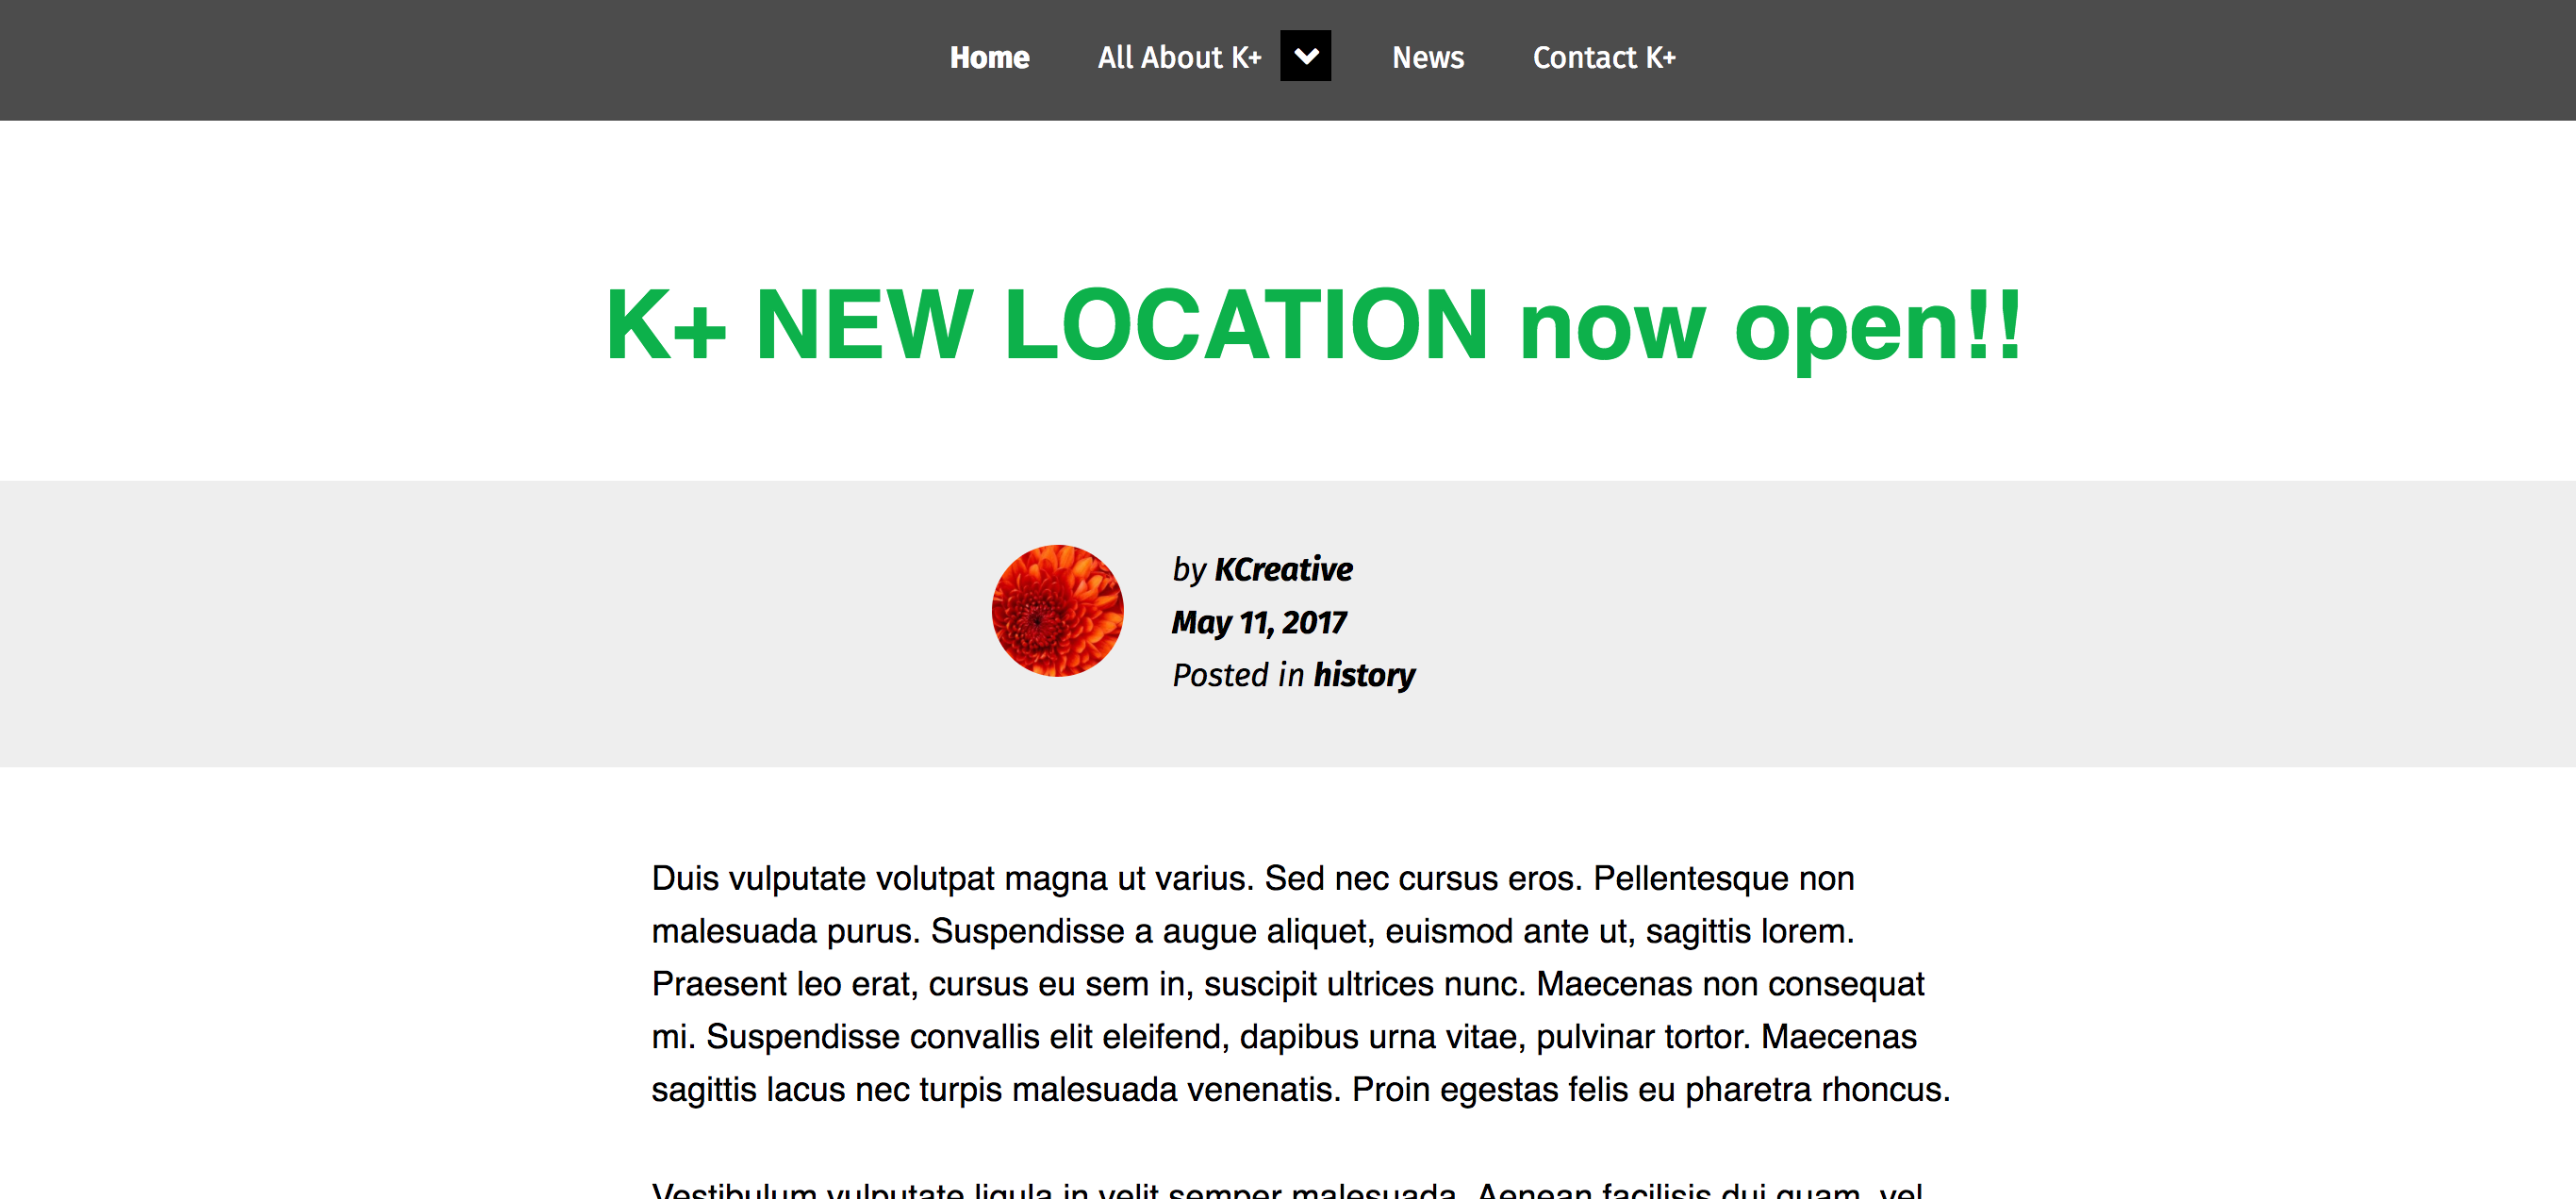 Home All About K+ News Contact K+
K+ NEW LOCATION now open!!
by KCreative
May 11, 2017
Posted in history
Duis vulputate volutpat magna ut varius. Sed nec cursus eros. Pellentesque non
malesuada purus. Suspendisse a augue aliquet, euismod ante ut, sagittis lorem.
Praesent leo erat, cursus eu sem in, suscipit ultrices nunc. Maecenas non consequat
mi. Suspendisse convallis elit eleifend, dapibus urna vitae, pulvinar tortor. Maecenas
sagittis lacus nec turpis malesuada venenatis. Proin egestas felis eu pharetra rhoncus.
Vestibulum vulputate ligula in velit semper malesuada. Aenean facilisis dui quam, vel